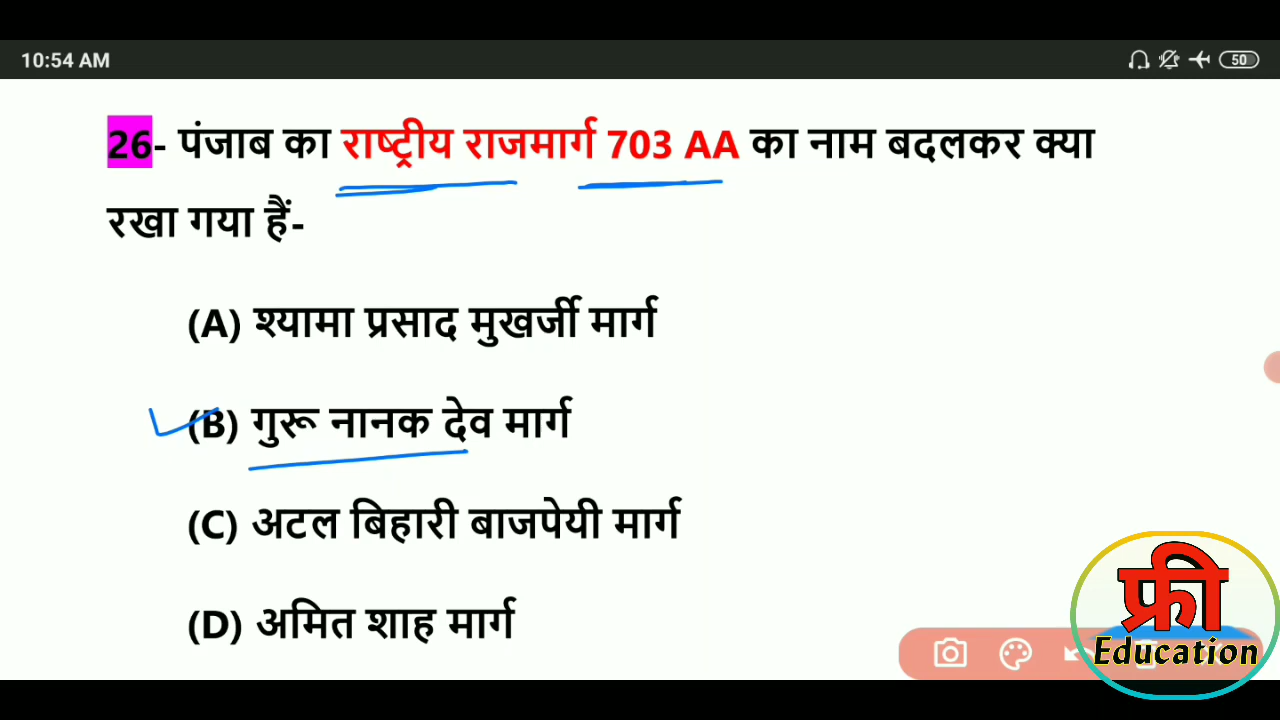 10:54 AM
50
26- पंजाब का राष्ट्रीय राजमार्ग 703 AA का नाम बदलकर क्या
रखा गया हैं-
(A) श्यामा प्रसाद मुखर्जी मार्ग
(B) गुरू नानक देव मार्ग
(C) अटल बिहारी बाजपेयी मार्ग
(D) अमित शाह मार्ग
फ्री
Education